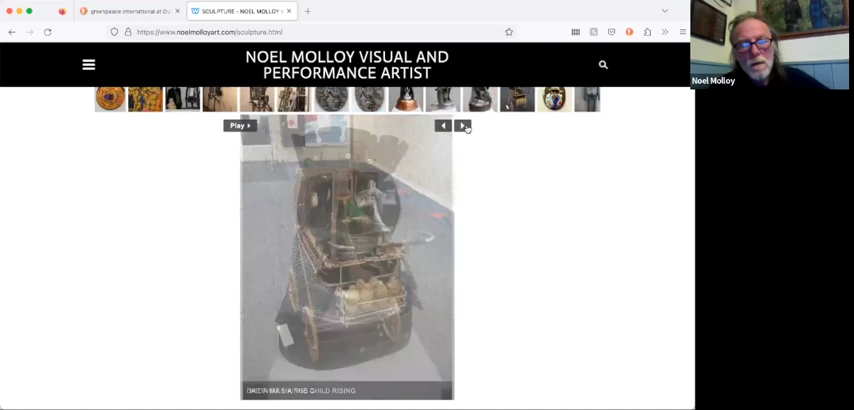 greenpeace international at Du
SCULPTURE - NOEL MOLLOY V
https://www.noelmolloyart.com/sculpture.html
NOEL MOLLOY VISUAL AND
PERFORMANCE ARTIST
Noel Molloy
Play
CHILD RISING